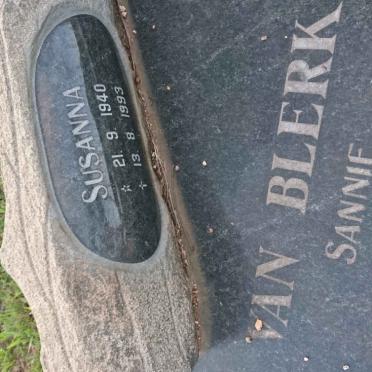 SUSANNA
☆ 21. 9. 1940
✝ 13. 8. 1993
VAN BLERK
SANNIE